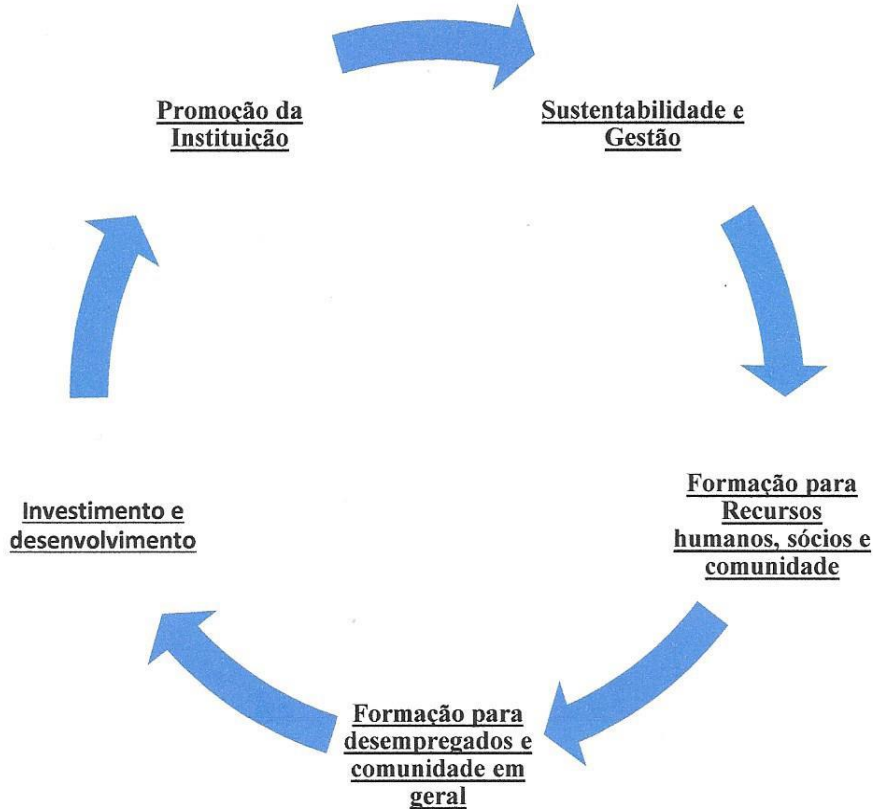 Promoção da
Instituição
Sustentabilidade e
Gestão
Formação para
Recursos
humanos, sócios e
comunidade
Formação para
desempregados e
comunidade em
geral
Investimento e
desenvolvimento